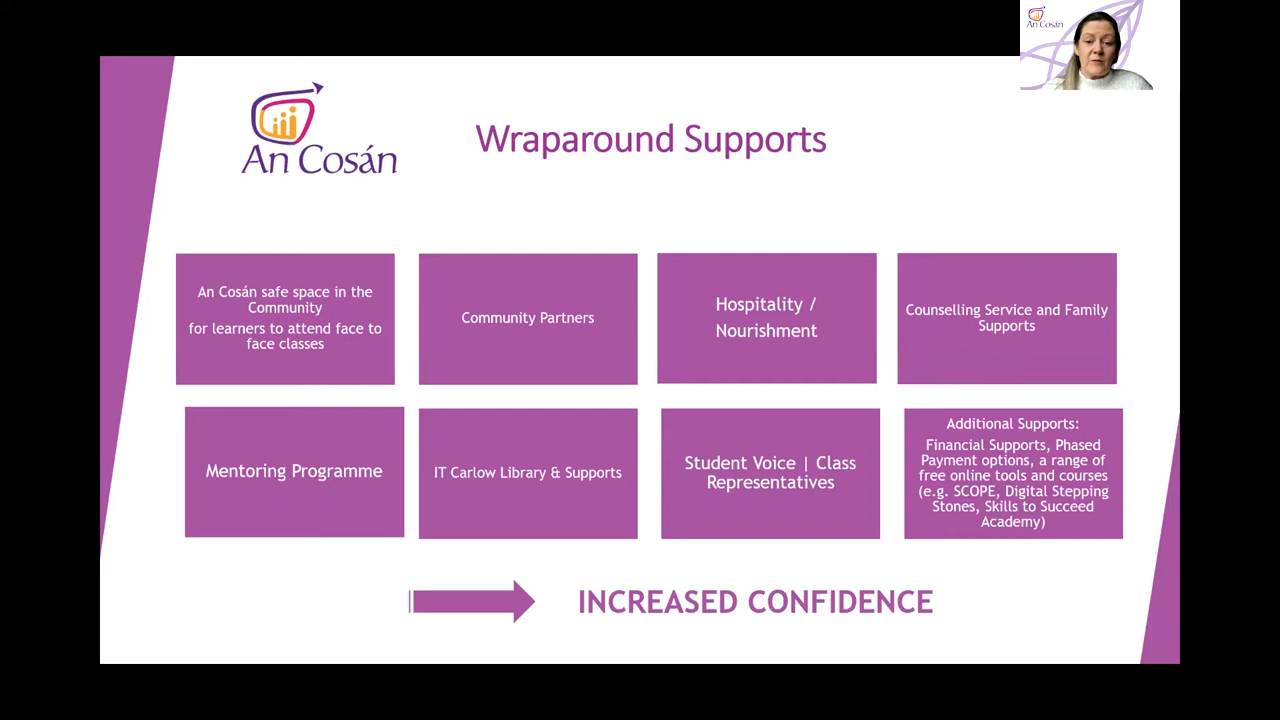 An Cosán
An Cosán
Wraparound Supports
An Cosán safe space in the
Community
for learners to attend face to
face classes
Community Partners
Hospitality /
Nourishment
Counselling Service and Family
Supports
Mentoring Programme
IT Carlow Library & Supports
Student Voice | Class
Representatives
Additional Supports:
Financial Supports, Phased
Payment options, a range of
free online tools and courses
(e.g. SCOPE, Digital Stepping
Stones, Skills to Succeed
Academy)
INCREASED CONFIDENCE